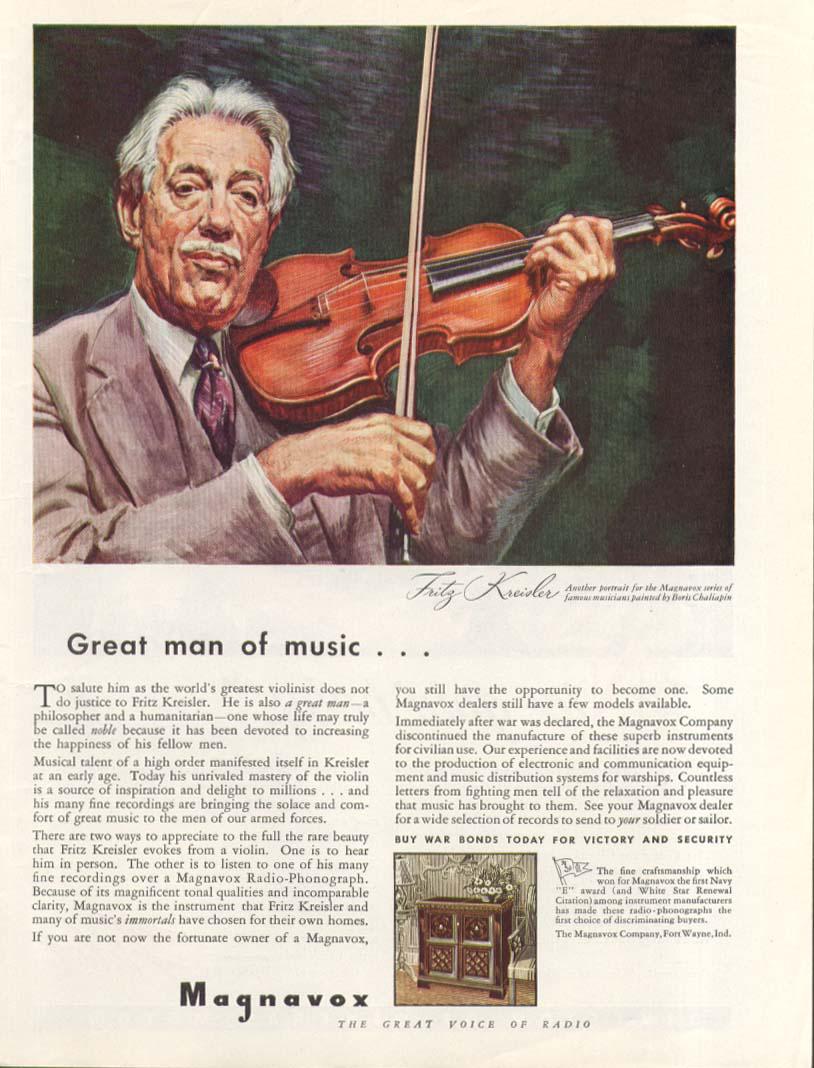 Fritz Kreisler
Another portrait for the Magnavox series of
famous musicians painted by Boris Chaliapin
Great man of music . . .
TO salute him as the world's greatest violinist does not
do justice to Fritz Kreisler. He is also a great man—a
philosopher and a humanitarian—one whose life may truly
be called noble because it has been devoted to increasing
the happiness of his fellow men.
Musical talent of a high order manifested itself in Kreisler
at an early age. Today his unrivaled mastery of the violin
is a source of inspiration and delight to millions . . . and
his many fine recordings are bringing the solace and com-
fort of great music to the men of our armed forces.
There are two ways to appreciate to the full the rare beauty
that Fritz Kreisler evokes from a violin. One is to hear
him in person. The other is to listen to one of his many
fine recordings over a Magnavox Radio-Phonograph.
Because of its magnificent tonal qualities and incomparable
clarity, Magnavox is the instrument that Fritz Kreisler and
many of music's immortals have chosen for their own homes.
If you are not now the fortunate owner of a Magnavox,
you still have the opportunity to become one. Some
Magnavox dealers still have a few models available.
Immediately after war was declared, the Magnavox Company
discontinued the manufacture of these superb instruments
for civilian use. Our experience and facilities are now devoted
to the production of electronic and communication equip-
ment and music distribution systems for warships. Countless
letters from fighting men tell of the relaxation and pleasure
that music has brought to them. See your Magnavox dealer
for a wide selection of records to send to your soldier or sailor.
BUY WAR BONDS TODAY FOR VICTORY AND SECURITY
The fine craftsmanship which
won for Magnavox the first Navy
"E" award (and White Star Renewal
Citation) among instrument manufacturers
has made these radio-phonographs the
first choice of discriminating buyers.
The Magnavox Company, Fort Wayne, Ind.
Magnavox
THE GREAT VOICE OF RADIO